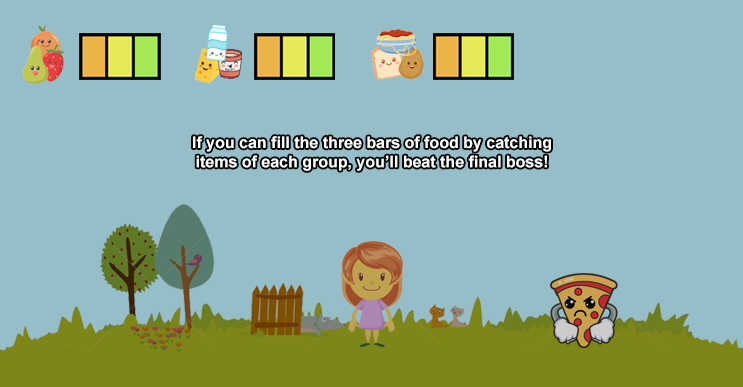 If you can fill the three bars of food by catching
items of each group, you'll beat the final boss!